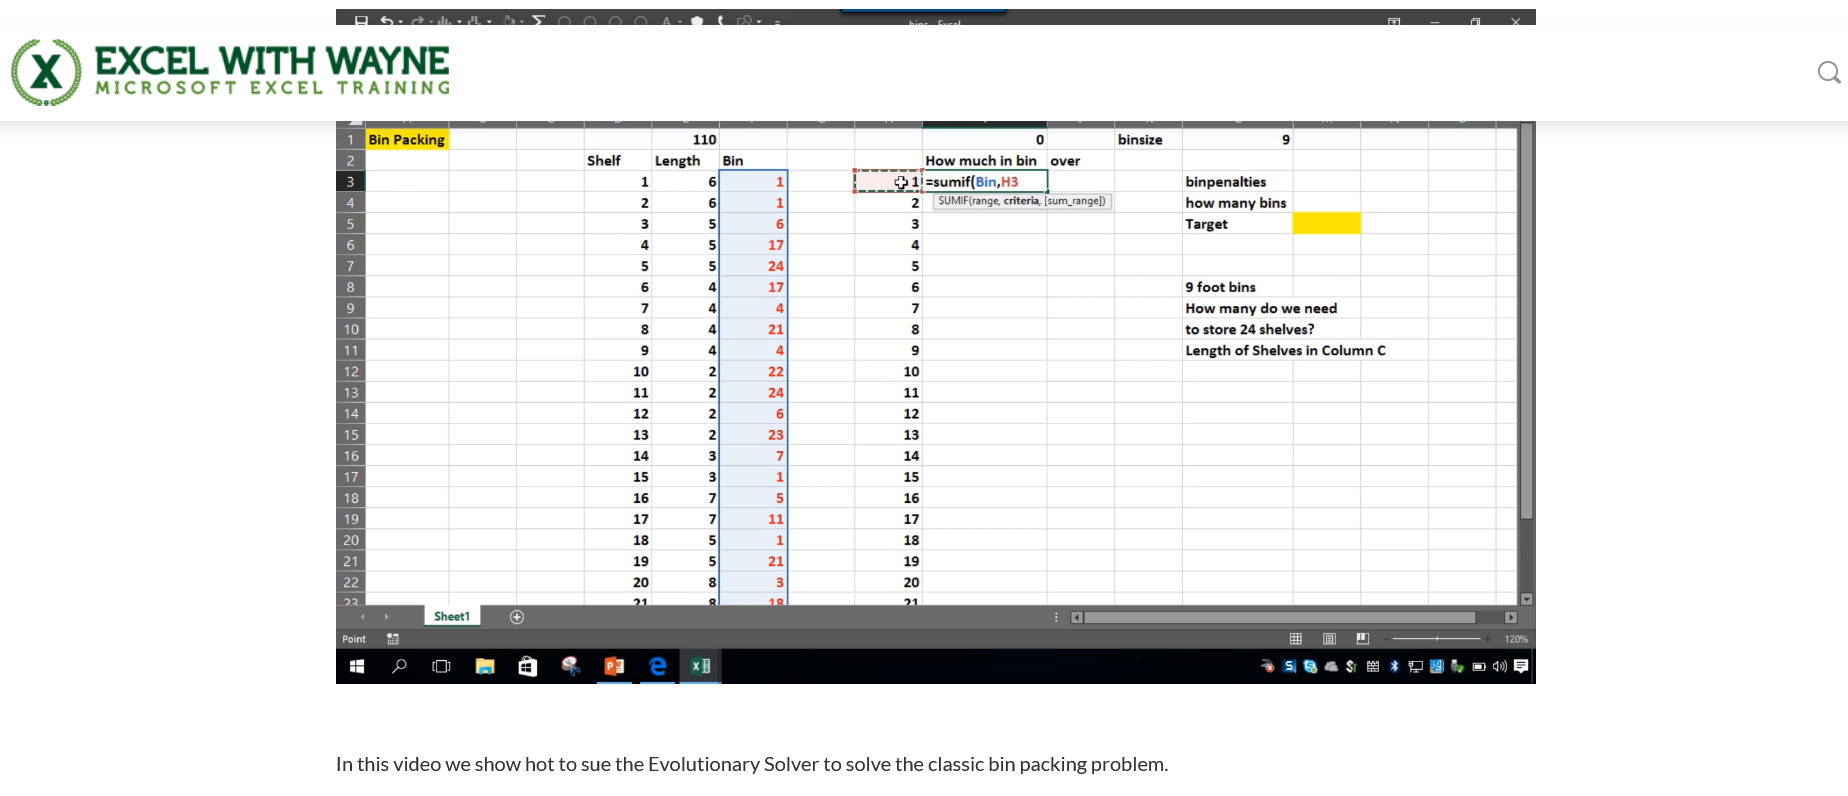 bins - Excel
EXCEL WITH WAYNE
MICROSOFT EXCEL TRAINING
1 Bin Packing 110 0 binsize 9
2 Shelf Length Bin How much in bin over
3 1 6 1 1 =sumif(Bin,H3 binpenalties
SUMIF(range, criteria, [sum_range])
4 2 6 1 2 how many bins
5 3 5 6 3 Target
6 4 5 17 4
7 5 5 24 5
8 6 4 17 6 9 foot bins
9 7 4 4 7 How many do we need
10 8 4 21 8 to store 24 shelves?
11 9 4 4 9 Length of Shelves in Column C
12 10 2 22 10
13 11 2 24 11
14 12 2 6 12
15 13 2 23 13
16 14 3 7 14
17 15 3 1 15
18 16 7 5 16
19 17 7 11 17
20 18 5 1 18
21 19 5 21 19
22 20 8 3 20
23 21 8 18 21
Sheet1
Point 120%
In this video we show hot to sue the Evolutionary Solver to solve the classic bin packing problem.